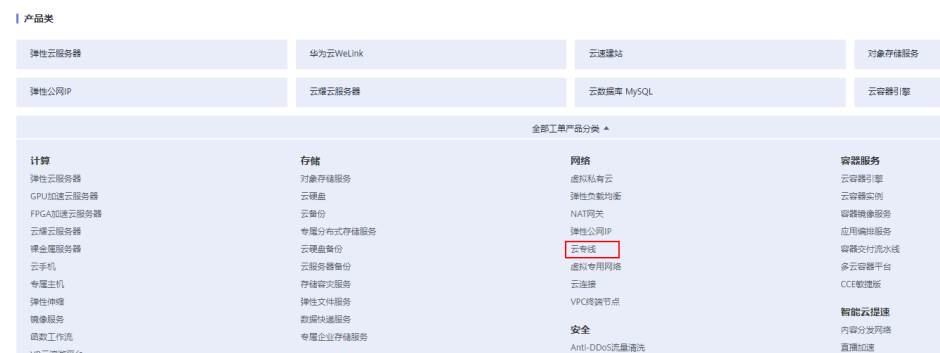 产品类
弹性云服务器
华为云WeLink
云速建站
对象存储服务
弹性公网IP
云耀云服务器
云数据库 MySQL
云容器引擎
全部工单产品分类
计算
弹性云服务器
GPU加速云服务器
FPGA加速云服务器
云耀云服务器
裸金属服务器
云手机
专属主机
弹性伸缩
镜像服务
函数工作流
存储
对象存储服务
云硬盘
云备份
专属分布式存储服务
云硬盘备份
云服务器备份
存储容灾服务
弹性文件服务
数据快递服务
专属企业存储服务
网络
虚拟私有云
弹性负载均衡
NAT网关
弹性公网IP
云专线
虚拟专用网络
云连接
VPC终端节点
安全
Anti-DDoS流量清洗
容器服务
云容器引擎
云容器实例
容器镜像服务
应用编排服务
容器交付流水线
多云容器平台
CCE敏捷版
智能云提速
内容分发网络
直播加速